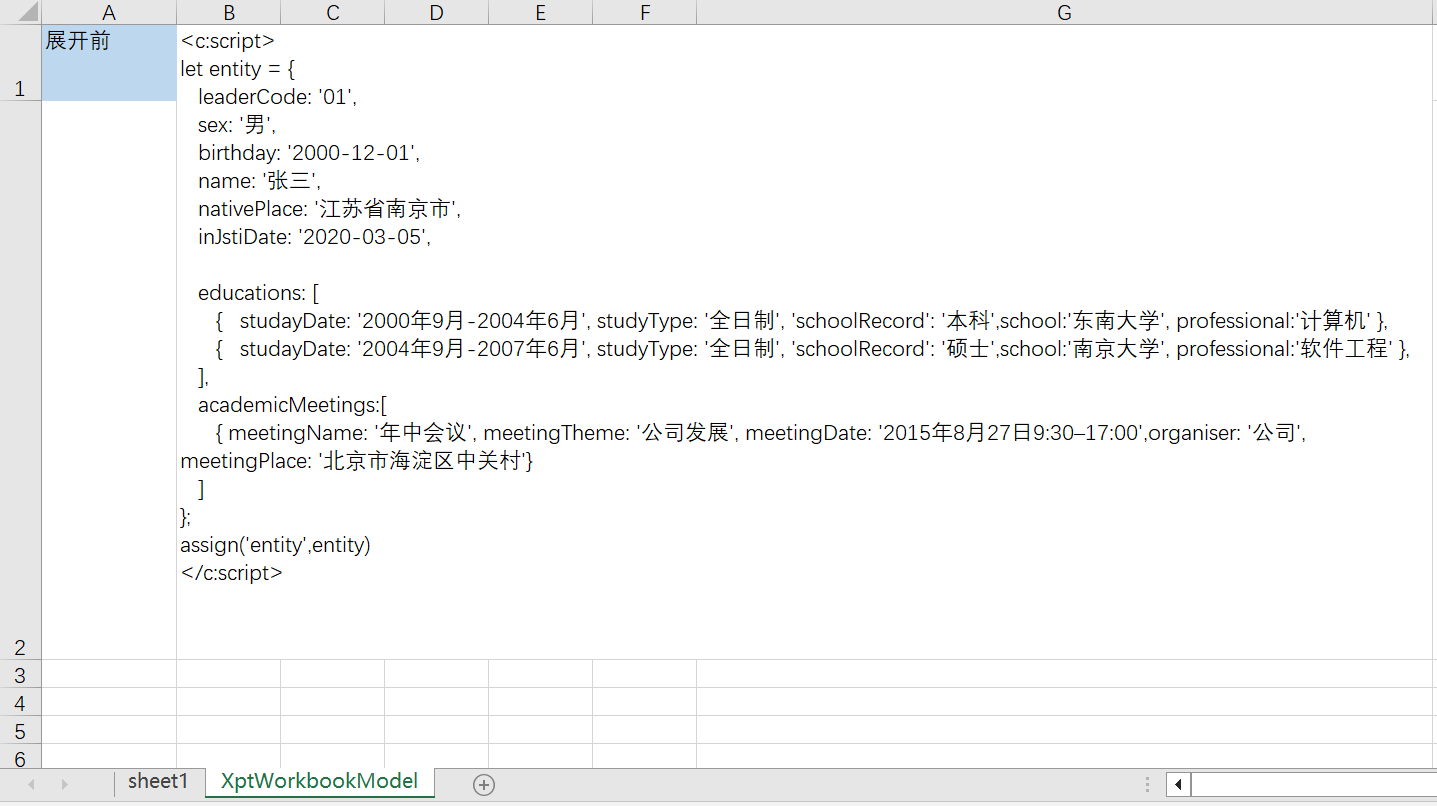 A B C D E F G
1 展开前 <c:script>
let entity = {
leaderCode: '01',
sex: '男',
birthday: '2000-12-01',
name: '张三',
nativePlace: '江苏省南京市',
inJstiDate: '2020-03-05',
educations: [
{ studayDate: '2000年9月-2004年6月', studyType: '全日制', 'schoolRecord': '本科',school:'东南大学', professional:'计算机' },
{ studayDate: '2004年9月-2007年6月', studyType: '全日制', 'schoolRecord': '硕士',school:'南京大学', professional:'软件工程' },
],
academicMeetings:[
{ meetingName: '年中会议', meetingTheme: '公司发展', meetingDate: '2015年8月27日9:30–17:00',organiser: '公司',
meetingPlace: '北京市海淀区中关村'}
]
};
assign('entity',entity)
</c:script>
2
3
4
5
6
sheet1 XptWorkbookModel